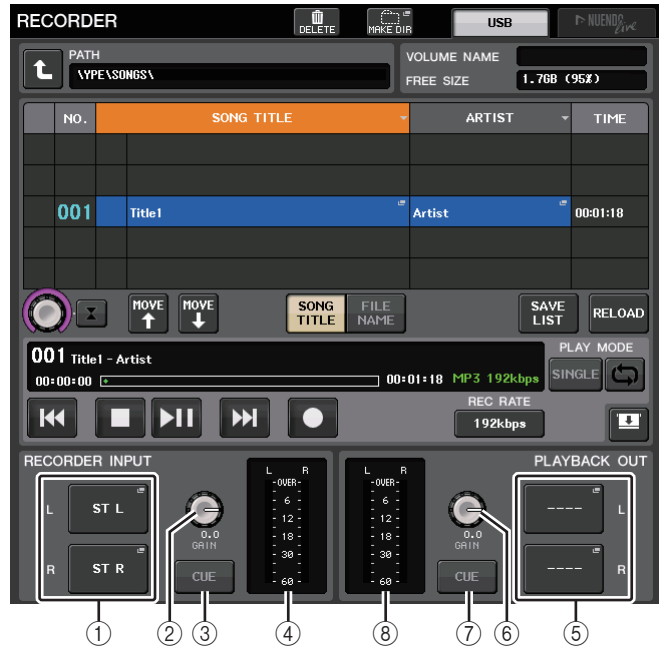 RECORDER
DELETE
MAKE DIR
USB
NUENDO Live
PATH
\YPE\SONGS\
VOLUME NAME
FREE SIZE
1.7GB (95%)
NO.
SONG TITLE
ARTIST
TIME
001
Title1
Artist
00:01:18
MOVE
MOVE
SONG TITLE
FILE NAME
SAVE LIST
RELOAD
001 Title1 - Artist
00:00:00
00:01:18 MP3 192kbps
PLAY MODE
SINGLE
REC RATE
192kbps
RECORDER INPUT
L
ST L
R
ST R
0.0
GAIN
CUE
L R
-OVER-
6
12
18
30
60
PLAYBACK OUT
L R
-OVER-
6
12
18
30
60
0.0
GAIN
CUE
----
L
----
R
① ② ③ ④ ⑧ ⑦ ⑥ ⑤